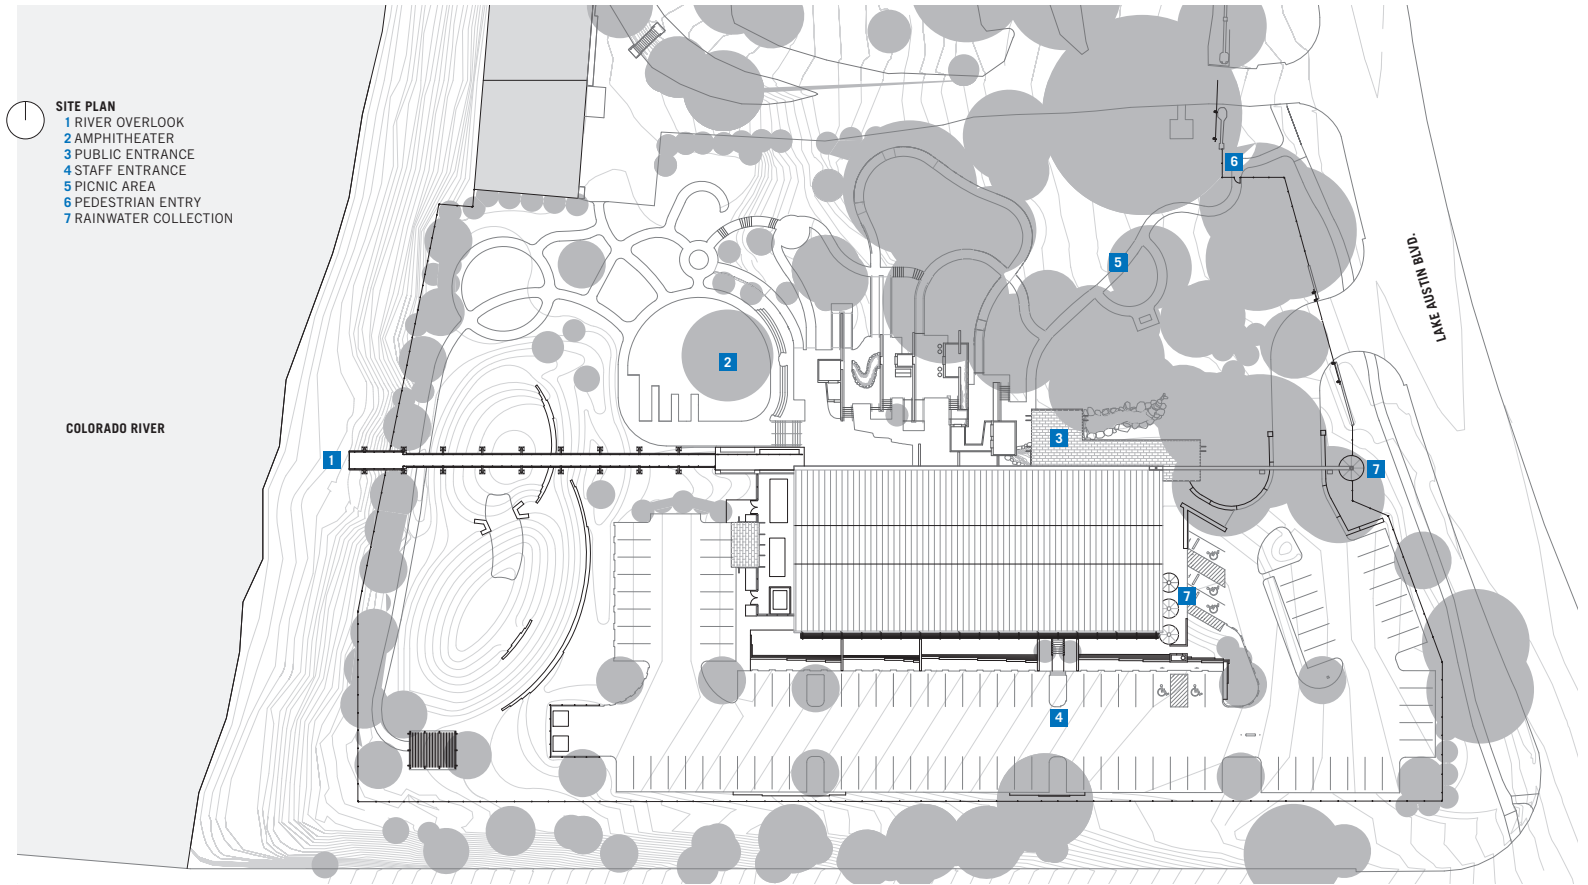 SITE PLAN
1 RIVER OVERLOOK
2 AMPHITHEATER
3 PUBLIC ENTRANCE
4 STAFF ENTRANCE
5 PICNIC AREA
6 PEDESTRIAN ENTRY
7 RAINWATER COLLECTION
6
5
LAKE AUSTIN BLVD.
2
COLORADO RIVER
3
1
7
7
4